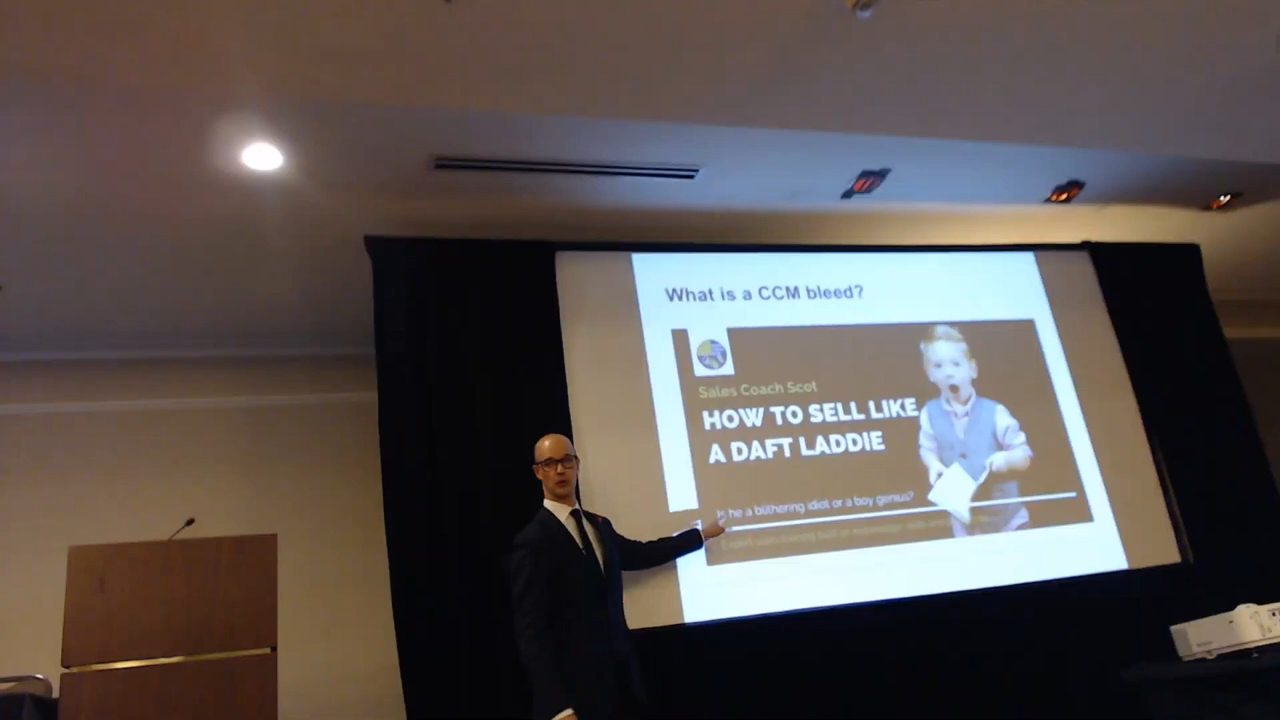 What is a CCM bleed?
Sales Coach Scot
HOW TO SELL LIKE
A DAFT LADDIE
Is he a blithering idiot or a boy genius?